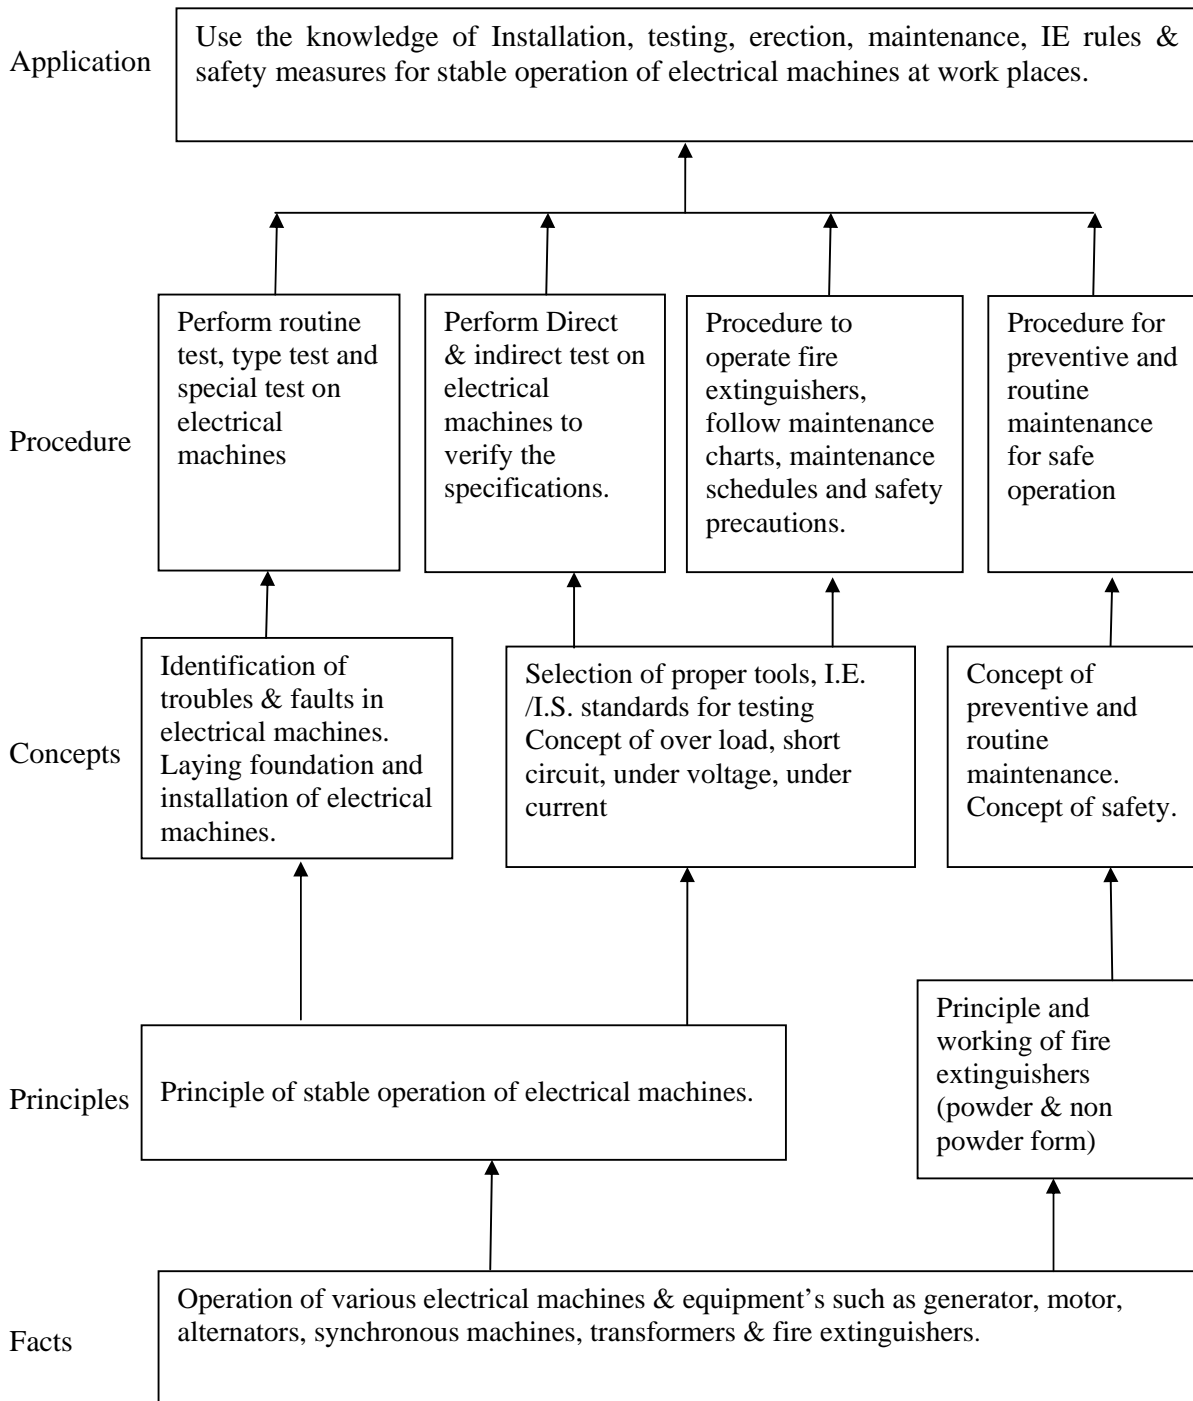 Application
Use the knowledge of Installation, testing, erection, maintenance, IE rules &
safety measures for stable operation of electrical machines at work places.
Procedure
Perform routine
test, type test and
special test on
electrical
machines
Perform Direct
& indirect test on
electrical
machines to
verify the
specifications.
Procedure to
operate fire
extinguishers,
follow maintenance
charts, maintenance
schedules and safety
precautions.
Procedure for
preventive and
routine
maintenance
for safe
operation
Concepts
Identification of
troubles & faults in
electrical machines.
Laying foundation and
installation of electrical
machines.
Selection of proper tools, I.E.
/I.S. standards for testing
Concept of over load, short
circuit, under voltage, under
current
Concept of
preventive and
routine
maintenance.
Concept of safety.
Principles
Principle of stable operation of electrical machines.
Principle and
working of fire
extinguishers
(powder & non
powder form)
Facts
Operation of various electrical machines & equipment’s such as generator, motor,
alternators, synchronous machines, transformers & fire extinguishers.